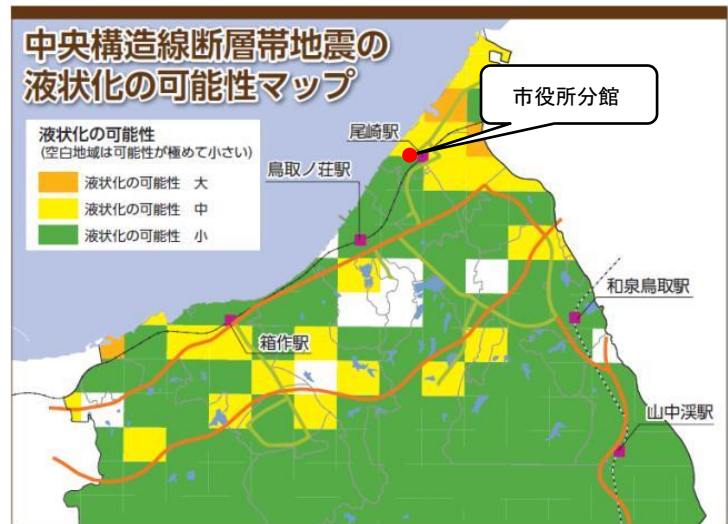 中央構造線断層帯地震の
液状化の可能性マップ
液状化の可能性
(空白地域は可能性が極めて小さい)
液状化の可能性 大
液状化の可能性 中
液状化の可能性 小
市役所分館
尾崎駅
鳥取ノ荘駅
和泉鳥取駅
箱作駅
山中渓駅